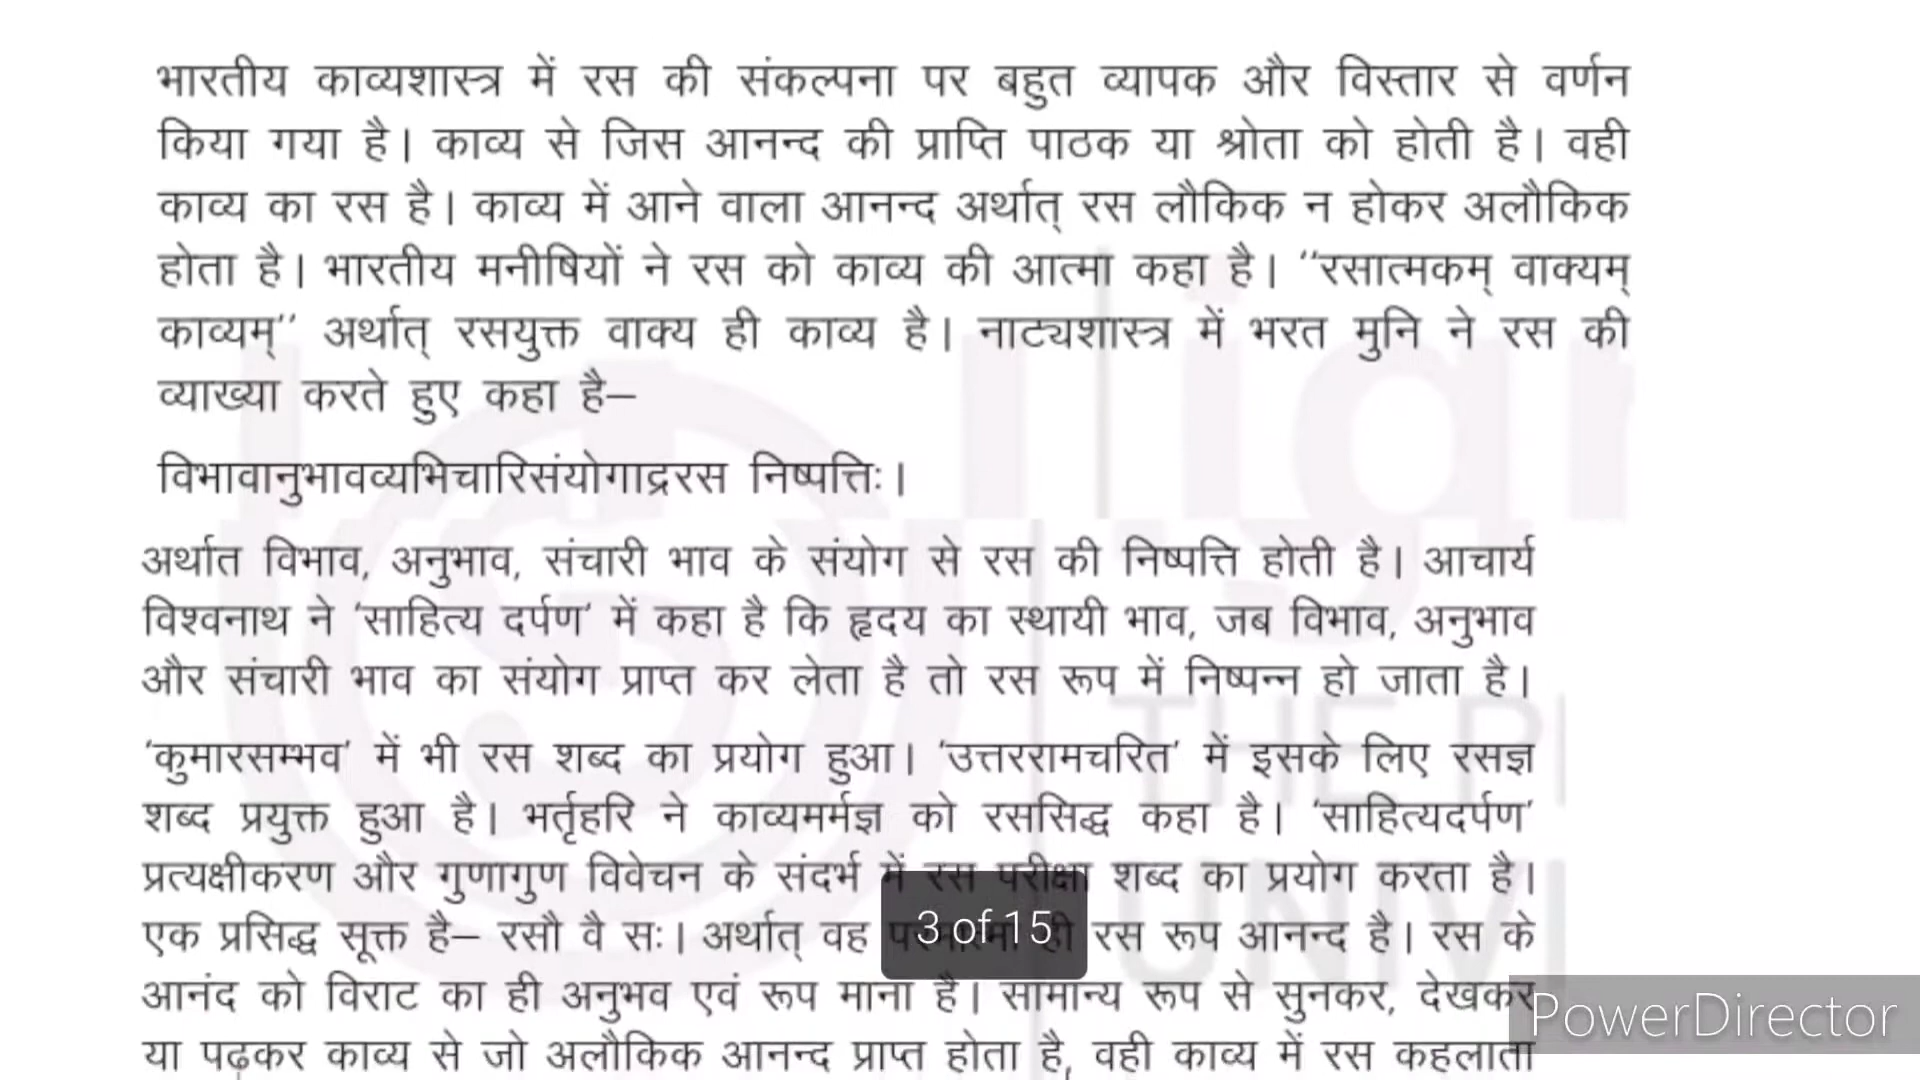 भारतीय काव्यशास्त्र में रस की संकल्पना पर बहुत व्यापक और विस्तार से वर्णन
किया गया है। काव्य से जिस आनन्द की प्राप्ति पाठक या श्रोता को होती है। वही
काव्य का रस है। काव्य में आने वाला आनन्द अर्थात् रस लौकिक न होकर अलौकिक
होता है। भारतीय मनीषियों ने रस को काव्य की आत्मा कहा है। ''रसात्मकम् वाक्यम्
काव्यम्'' अर्थात् रसयुक्त वाक्य ही काव्य है। नाट्यशास्त्र में भरत मुनि ने रस की
व्याख्या करते हुए कहा है–
विभावानुभावव्यभिचारिसंयोगाद्ररस निष्पत्तिः।
अर्थात विभाव, अनुभाव, संचारी भाव के संयोग से रस की निष्पत्ति होती है। आचार्य
विश्वनाथ ने 'साहित्य दर्पण' में कहा है कि हृदय का स्थायी भाव, जब विभाव, अनुभाव
और संचारी भाव का संयोग प्राप्त कर लेता है तो रस रूप में निष्पन्न हो जाता है।
'कुमारसम्भव' में भी रस शब्द का प्रयोग हुआ। 'उत्तररामचरित' में इसके लिए रसज्ञ
शब्द प्रयुक्त हुआ है। भर्तृहरि ने काव्यमर्मज्ञ को रससिद्ध कहा है। 'साहित्यदर्पण'
प्रत्यक्षीकरण और गुणागुण विवेचन के संदर्भ में रस परीक्षा शब्द का प्रयोग करता है।
एक प्रसिद्ध सूक्त है– रसौ वै सः। अर्थात् वह परमात्मा ही रस रूप आनन्द है। रस के
3 of 15
आनंद को विराट का ही अनुभव एवं रूप माना है। सामान्य रूप से सुनकर, देखकर
PowerDirector
या पढ़कर काव्य से जो अलौकिक आनन्द प्राप्त होता है, वही काव्य में रस कहलाता
THE P
UNIV